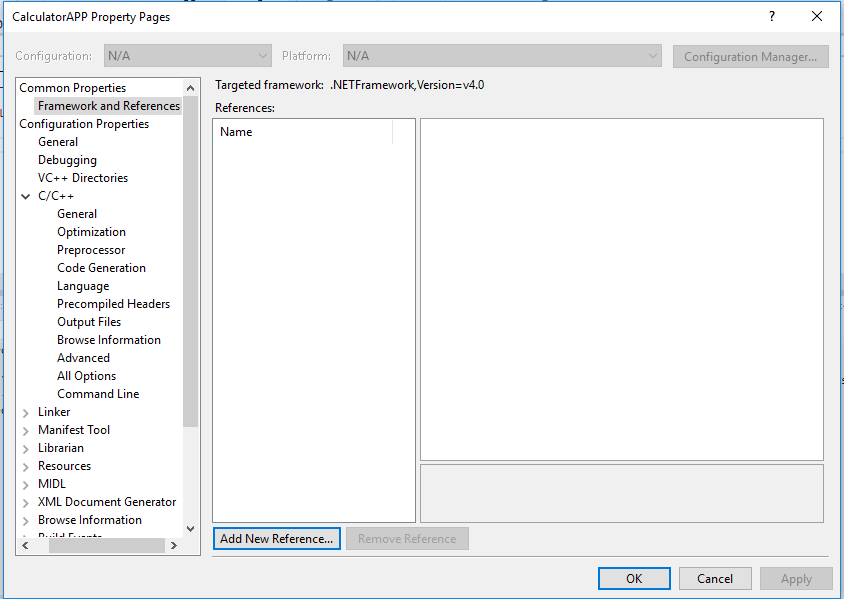 CalculatorAPP Property Pages
Configuration: N/A Platform: N/A Configuration Manager...
Common Properties
Framework and References
Configuration Properties
General
Debugging
VC++ Directories
C/C++
General
Optimization
Preprocessor
Code Generation
Language
Precompiled Headers
Output Files
Browse Information
Advanced
All Options
Command Line
Linker
Manifest Tool
Librarian
Resources
MIDL
XML Document Generator
Browse Information
Build Events
Targeted framework: .NETFramework,Version=v4.0
References:
Name
Add New Reference... Remove Reference
OK Cancel Apply